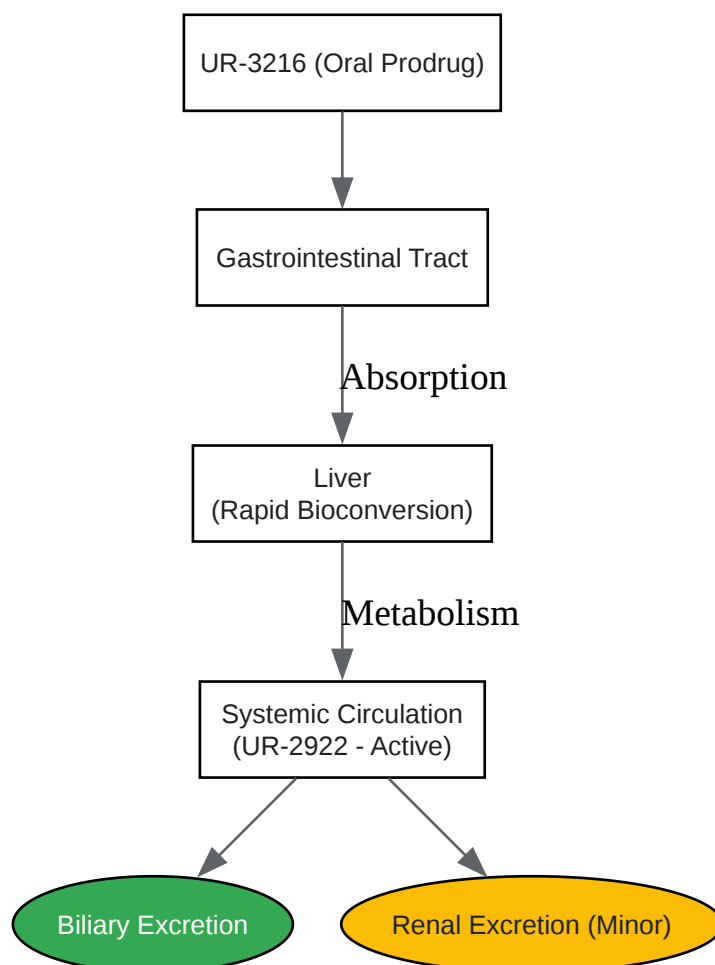 UR-3216 (Oral Prodrug)
Gastrointestinal Tract
Absorption
Liver
(Rapid Bioconversion)
Metabolism
Systemic Circulation
(UR-2922 - Active)
Biliary Excretion
Renal Excretion (Minor)